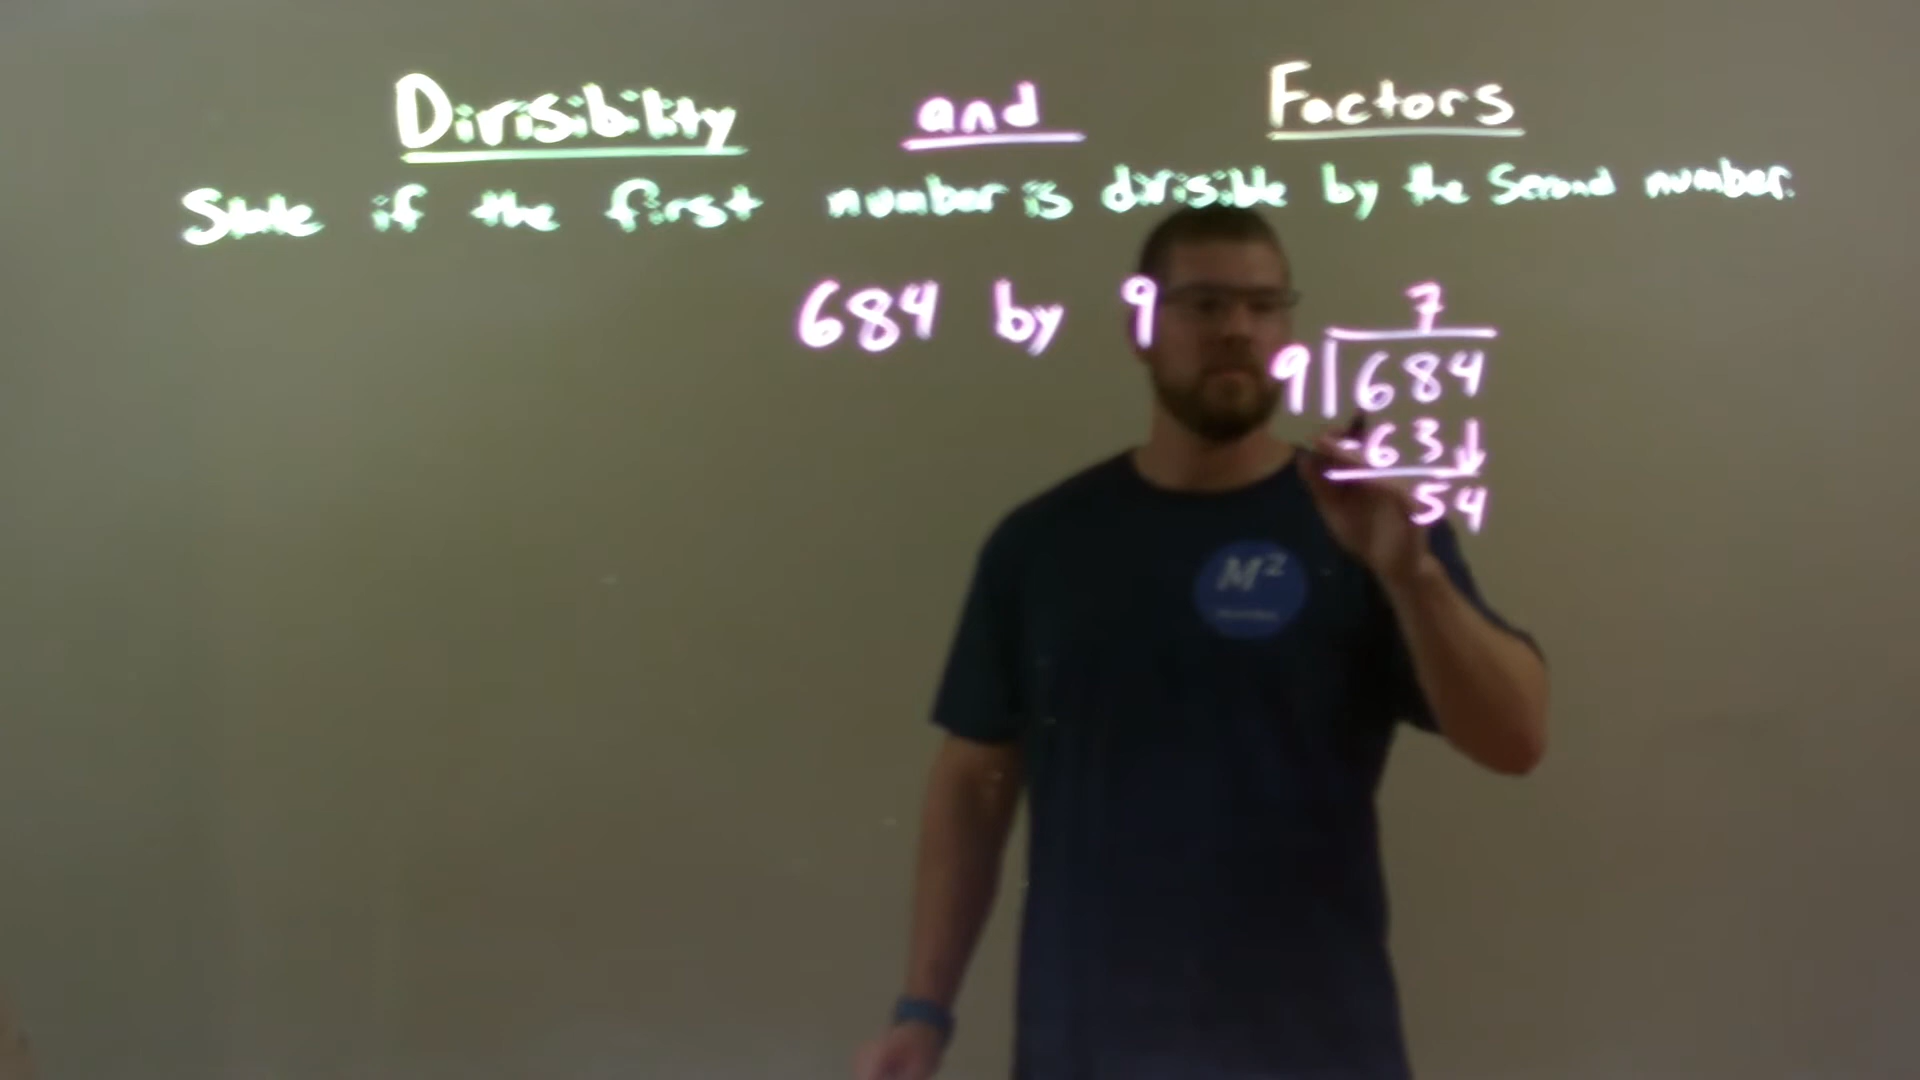 Divisibility and Factors
State if the first number is divisible by the Second number.
684 by 9
7
9 684
-63↓
54
M²